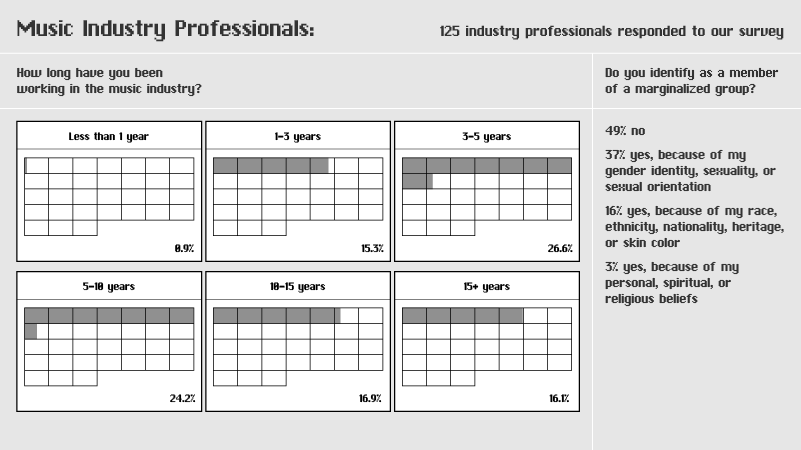 Music Industry Professionals:
125 industry professionals responded to our survey
How long have you been
working in the music industry?
Do you identify as a member
of a marginalized group?
Less than 1 year
0.9%
1-3 years
15.3%
3-5 years
26.6%
5-10 years
24.2%
10-15 years
16.9%
15+ years
16.1%
49% no
37% yes, because of my
gender identity, sexuality, or
sexual orientation
16% yes, because of my race,
ethnicity, nationality, heritage,
or skin color
3% yes, because of my
personal, spiritual, or
religious beliefs